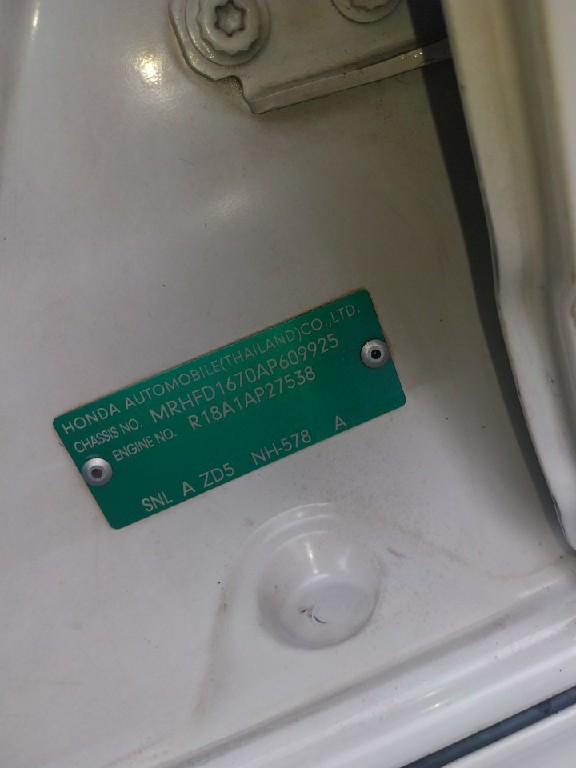 HONDA AUTOMOBILE(THAILAND)CO.,LTD.
CHASSIS NO. MRHFD1670AP609925
ENGINE NO. R18A1AP27538
SNL A ZD5 NH-578 A